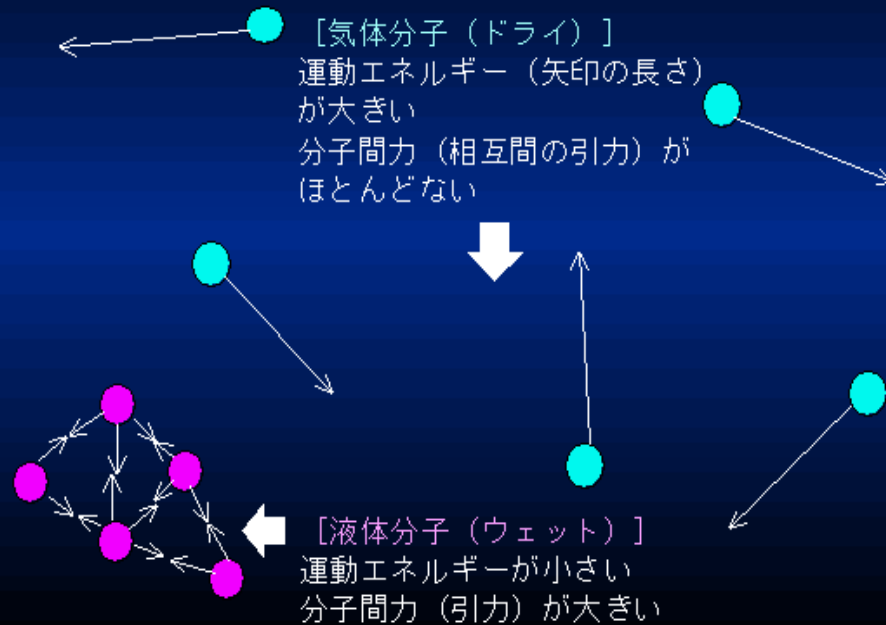 ［気体分子（ドライ）］
運動エネルギー（矢印の長さ）
が大きい
分子間力（相互間の引力）が
ほとんどない
［液体分子（ウェット）］
運動エネルギーが小さい
分子間力（引力）が大きい